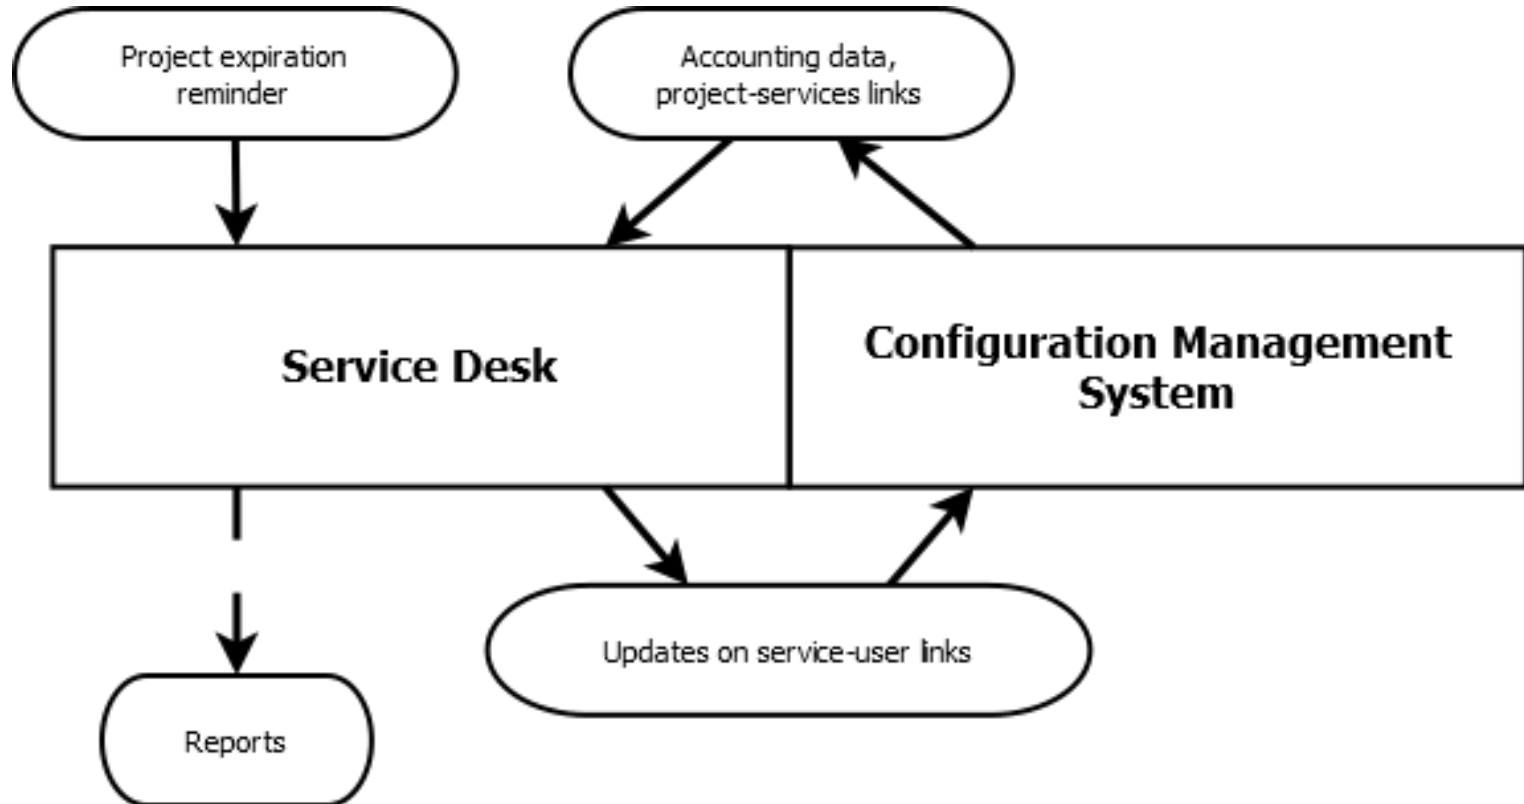 Project expiration
reminder
Accounting data,
project-services links
Service Desk
Configuration Management
System
Updates on service-user links
Reports